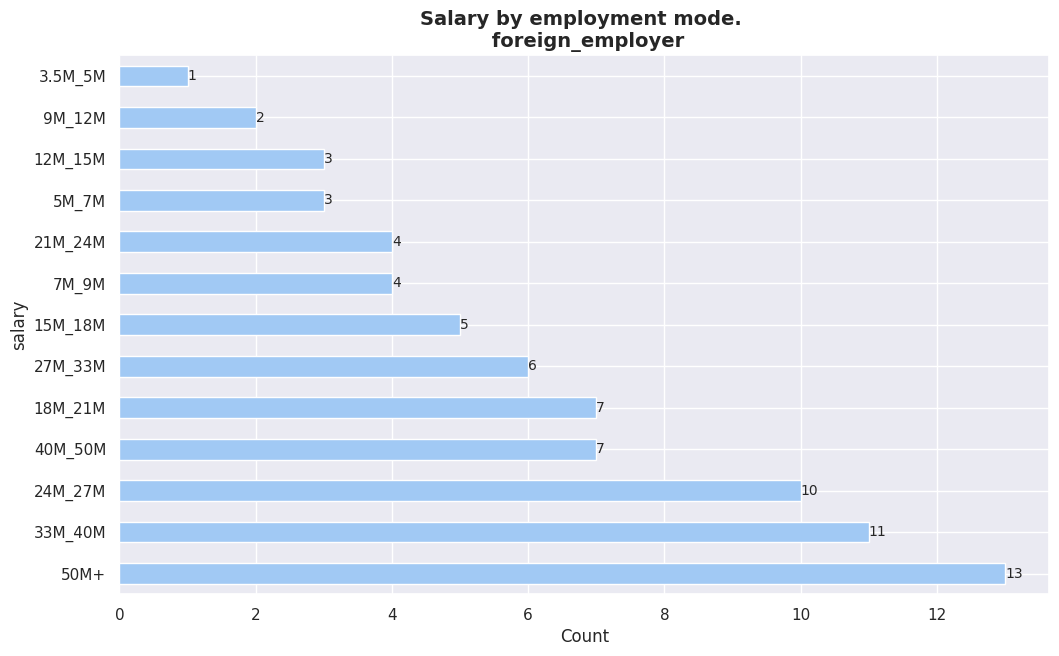 Salary by employment mode.
foreign_employer
salary
3.5M_5M 1
9M_12M 2
12M_15M 3
5M_7M 3
21M_24M 4
7M_9M 4
15M_18M 5
27M_33M 6
18M_21M 7
40M_50M 7
24M_27M 10
33M_40M 11
50M+ 13
0 2 4 6 8 10 12
Count